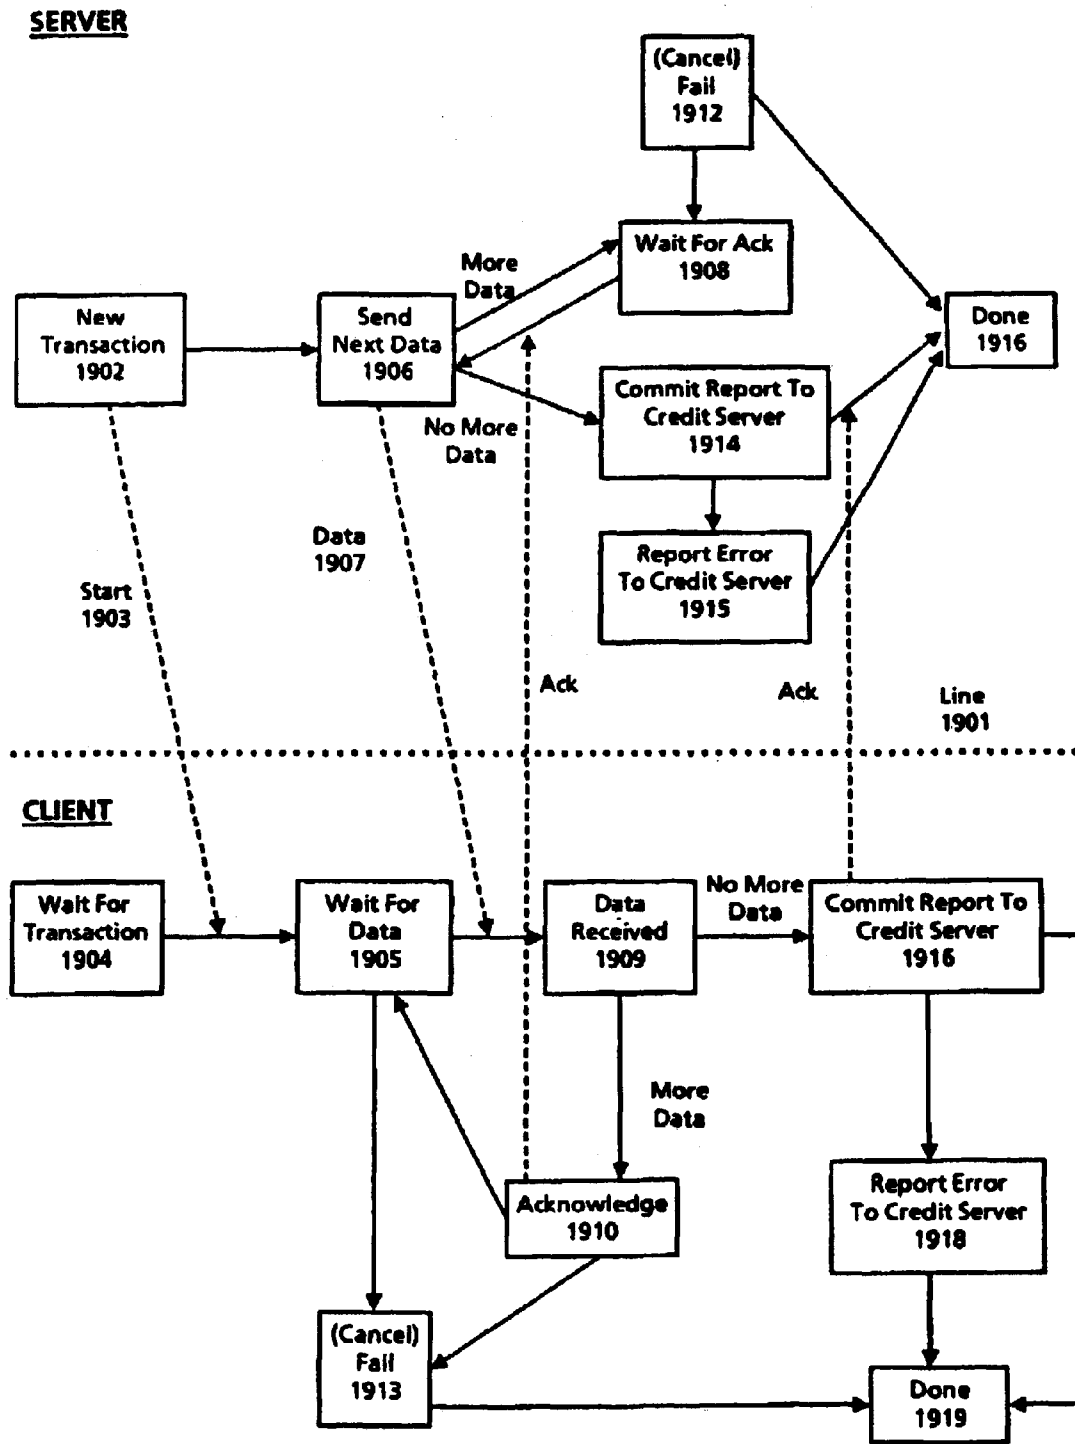 SERVER
(Cancel)
Fail
1912
Wait For Ack
1908
More
Data
New
Transaction
1902
Send
Next Data
1906
Done
1916
Commit Report To
Credit Server
1914
No More
Data
Report Error
To Credit Server
1915
Data
1907
Start
1903
Ack
Ack
Line
1901
CLIENT
Wait For
Transaction
1904
Wait For
Data
1905
Data
Received
1909
No More
Data
Commit Report To
Credit Server
1916
More
Data
Acknowledge
1910
Report Error
To Credit Server
1918
(Cancel)
Fail
1913
Done
1919